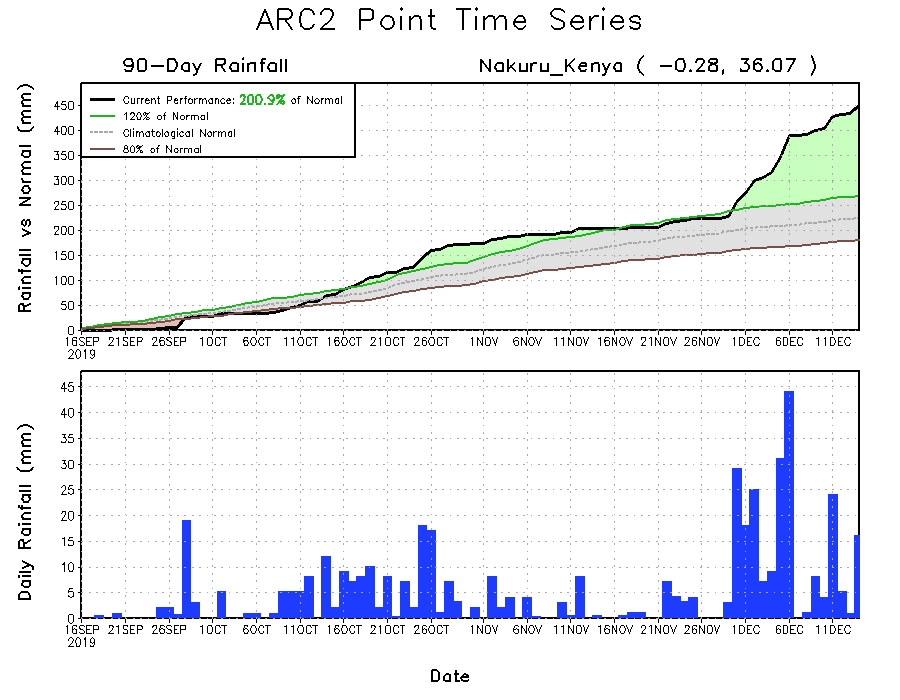 ARC2 Point Time Series
90-Day Rainfall
Nakuru_Kenya ( -0.28, 36.07 )
Rainfall vs Normal (mm)
Current Performance: 200.9% of Normal
120% of Normal
Climatological Normal
80% of Normal
450
400
350
300
250
200
150
100
50
0
16SEP 21SEP 26SEP 1OCT 6OCT 11OCT 16OCT 21OCT 26OCT 1NOV 6NOV 11NOV 16NOV 21NOV 26NOV 1DEC 6DEC 11DEC
2019
Daily Rainfall (mm)
45
40
35
30
25
20
15
10
5
0
16SEP 21SEP 26SEP 1OCT 6OCT 11OCT 16OCT 21OCT 26OCT 1NOV 6NOV 11NOV 16NOV 21NOV 26NOV 1DEC 6DEC 11DEC
2019
Date